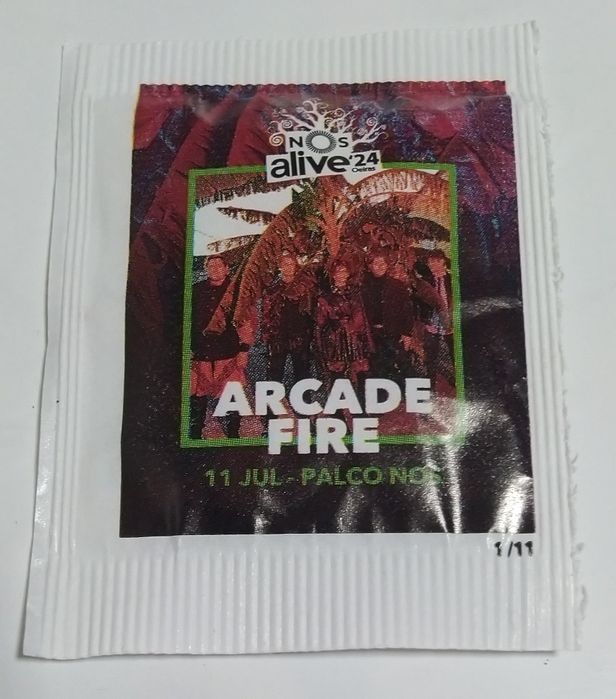 NOS
alive'24
Oeiras
ARCADE
FIRE
11 JUL - PALCO NOS
1/11